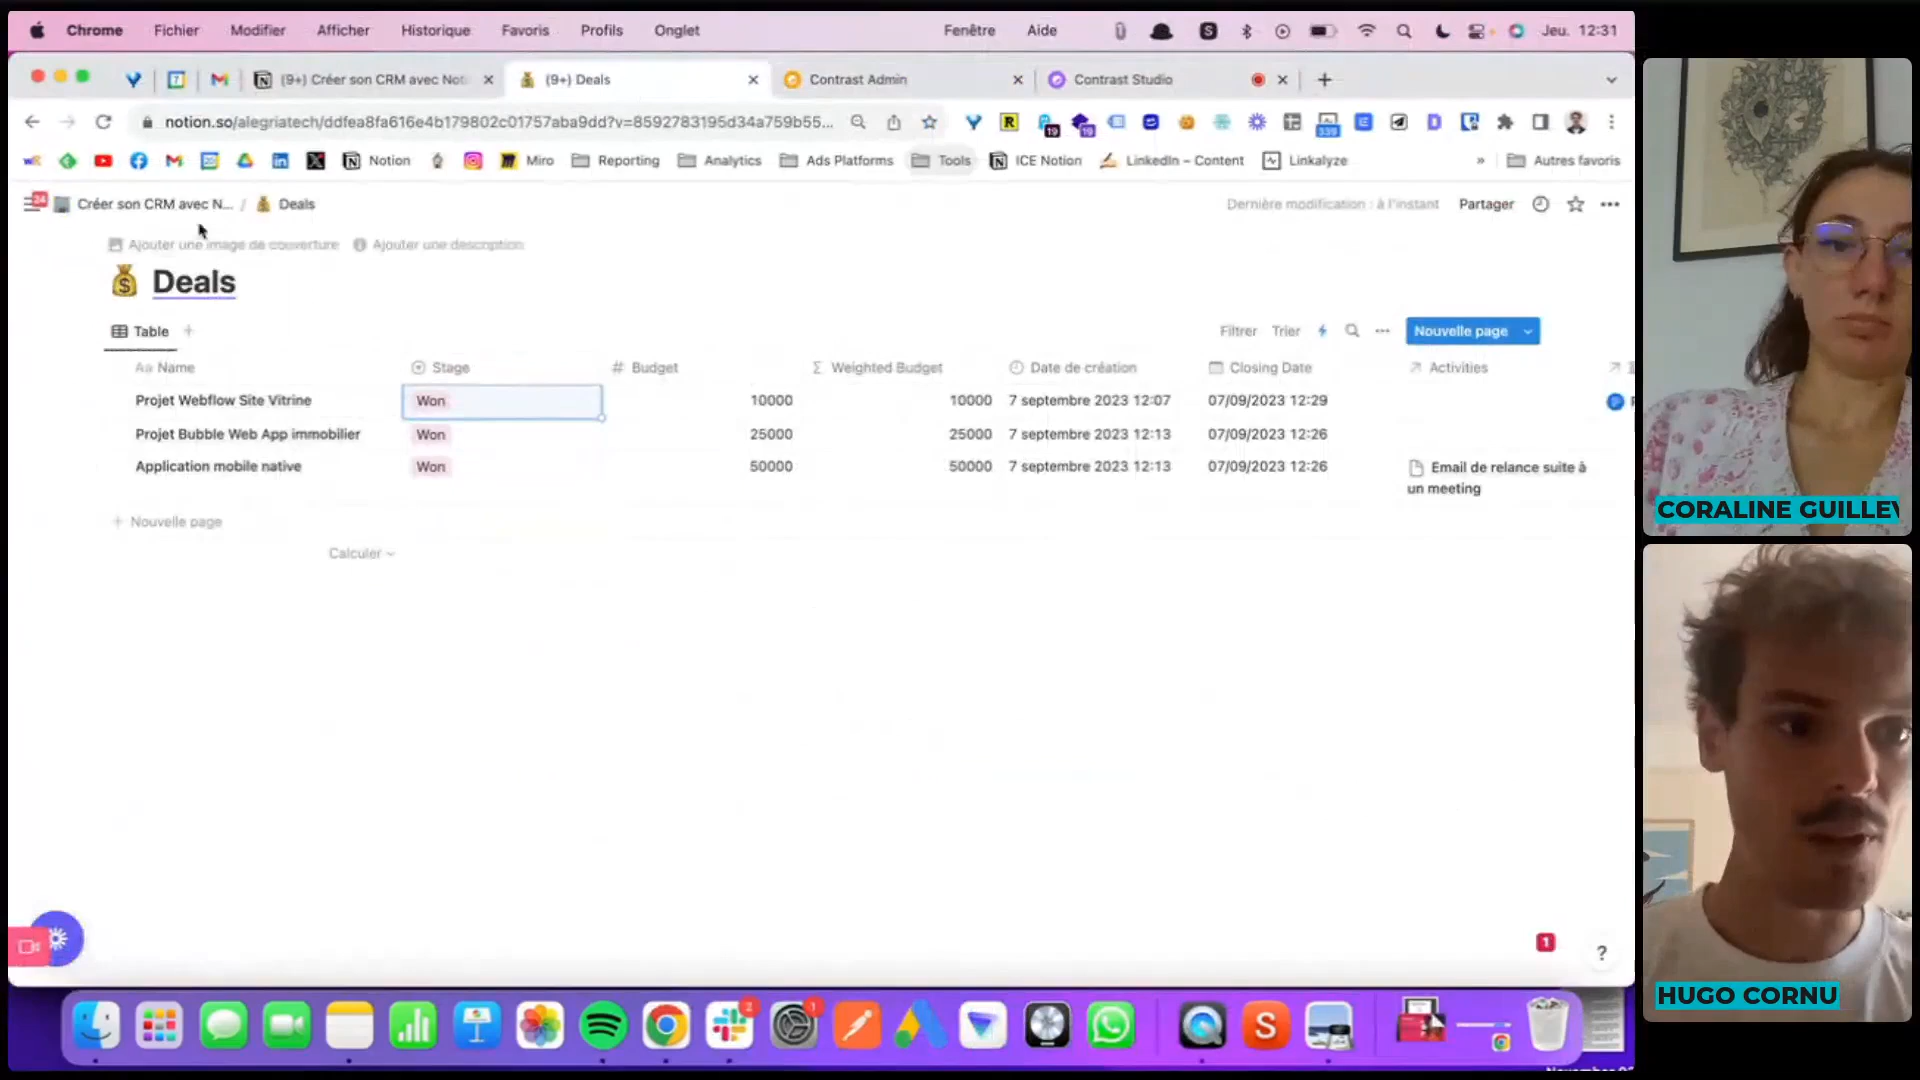 Chrome Fichier Modifier Afficher Historique Favoris Profils Onglet Fenêtre Aide Jeu. 12:31
(9+) Créer son CRM avec Not (9+) Deals Contrast Admin Contrast Studio
notion.so/alegriatech/ddfea8fa616e4b179802c01757aba9dd?v=8592783195d34a759b55...
Notion Miro Reporting Analytics Ads Platforms Tools ICE Notion LinkedIn – Content Linkalyze » Autres favoris
24 Créer son CRM avec N... / Deals Dernière modification : à l'instant Partager
Ajouter une image de couverture Ajouter une description
Deals
Table Filtrer Trier Nouvelle page
Aa Name Stage # Budget Σ Weighted Budget Date de création Closing Date Activities
Projet Webflow Site Vitrine Won 10000 10000 7 septembre 2023 12:07 07/09/2023 12:29
Projet Bubble Web App immobilier Won 25000 25000 7 septembre 2023 12:13 07/09/2023 12:26
Application mobile native Won 50000 50000 7 septembre 2023 12:13 07/09/2023 12:26 Email de relance suite à
un meeting
+ Nouvelle page
Calculer
1
?
CORALINE GUILLEV
HUGO CORNU